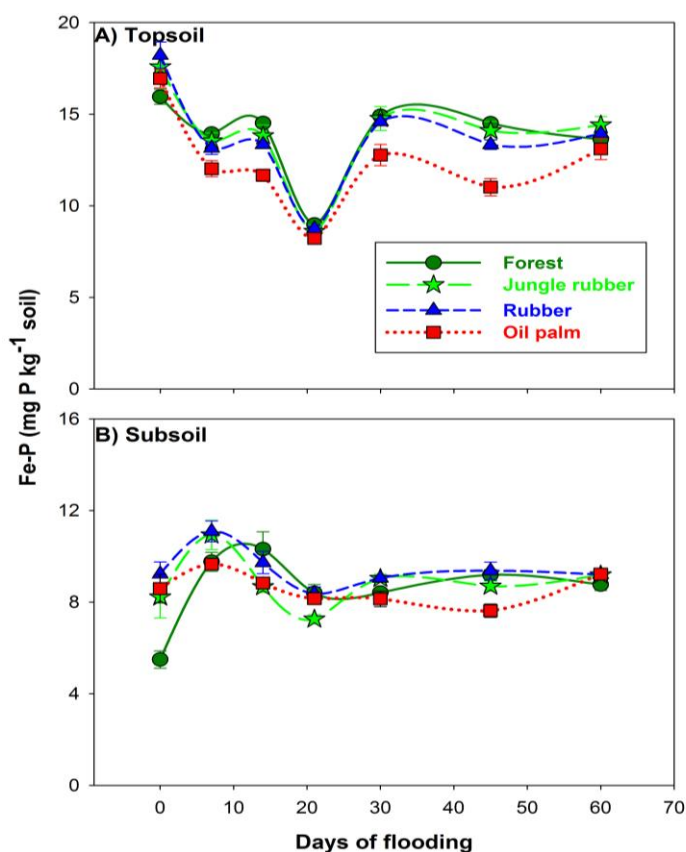 20
A) Topsoil
15
10
5
0
Forest
Jungle rubber
Rubber
Oil palm
Fe-P (mg P kg⁻¹ soil)
16
B) Subsoil
12
8
4
0
0 10 20 30 40 50 60 70
Days of flooding